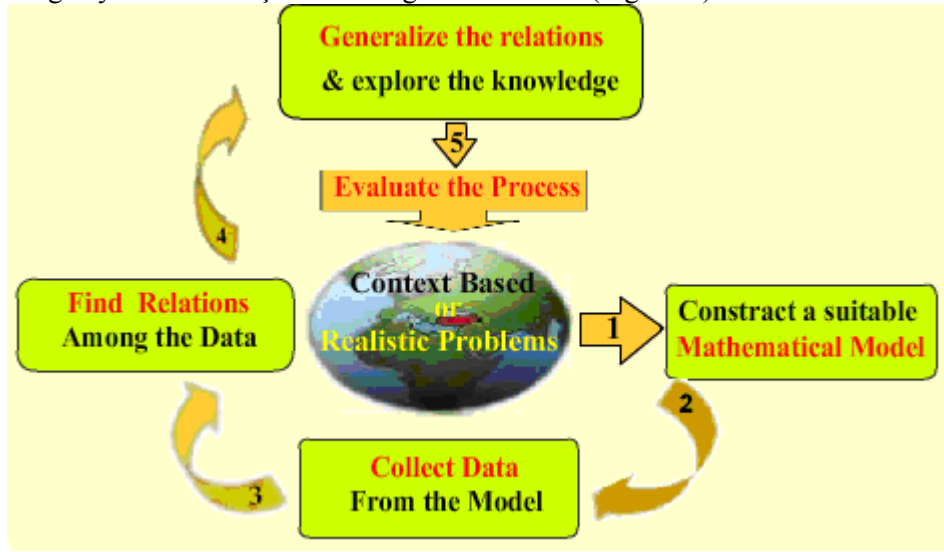 Generalize the relations
& explore the knowledge
5
Evaluate the Process
4
Find Relations
Among the Data
Context Based
or
Realistic Problems
1
Constract a suitable
Mathematical Model
2
Collect Data
From the Model
3